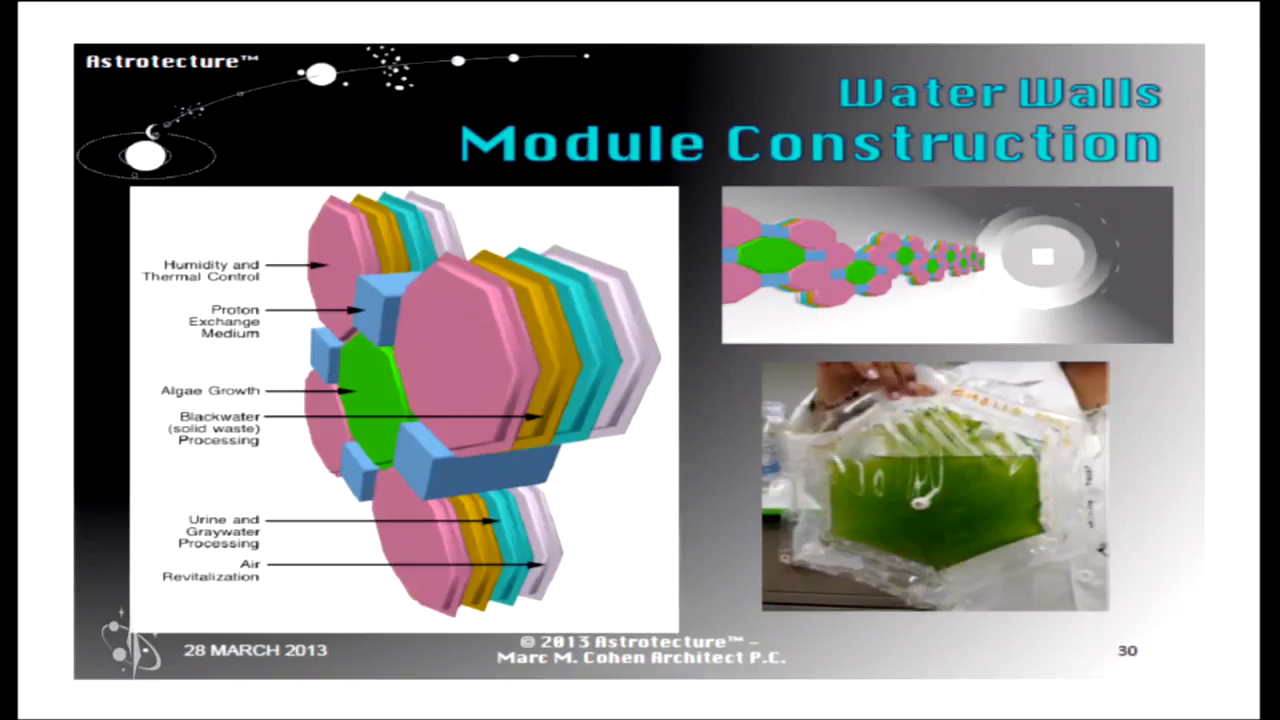 Astrotecture™
Water Walls
Module Construction
Humidity and
Thermal Control
Proton
Exchange
Medium
Algae Growth
Blackwater
(solid waste)
Processing
Urine and
Graywater
Processing
Air
Revitalization
28 MARCH 2013
© 2013 Astrotecture™ –
Marc M. Cohen Architect P.C.
30